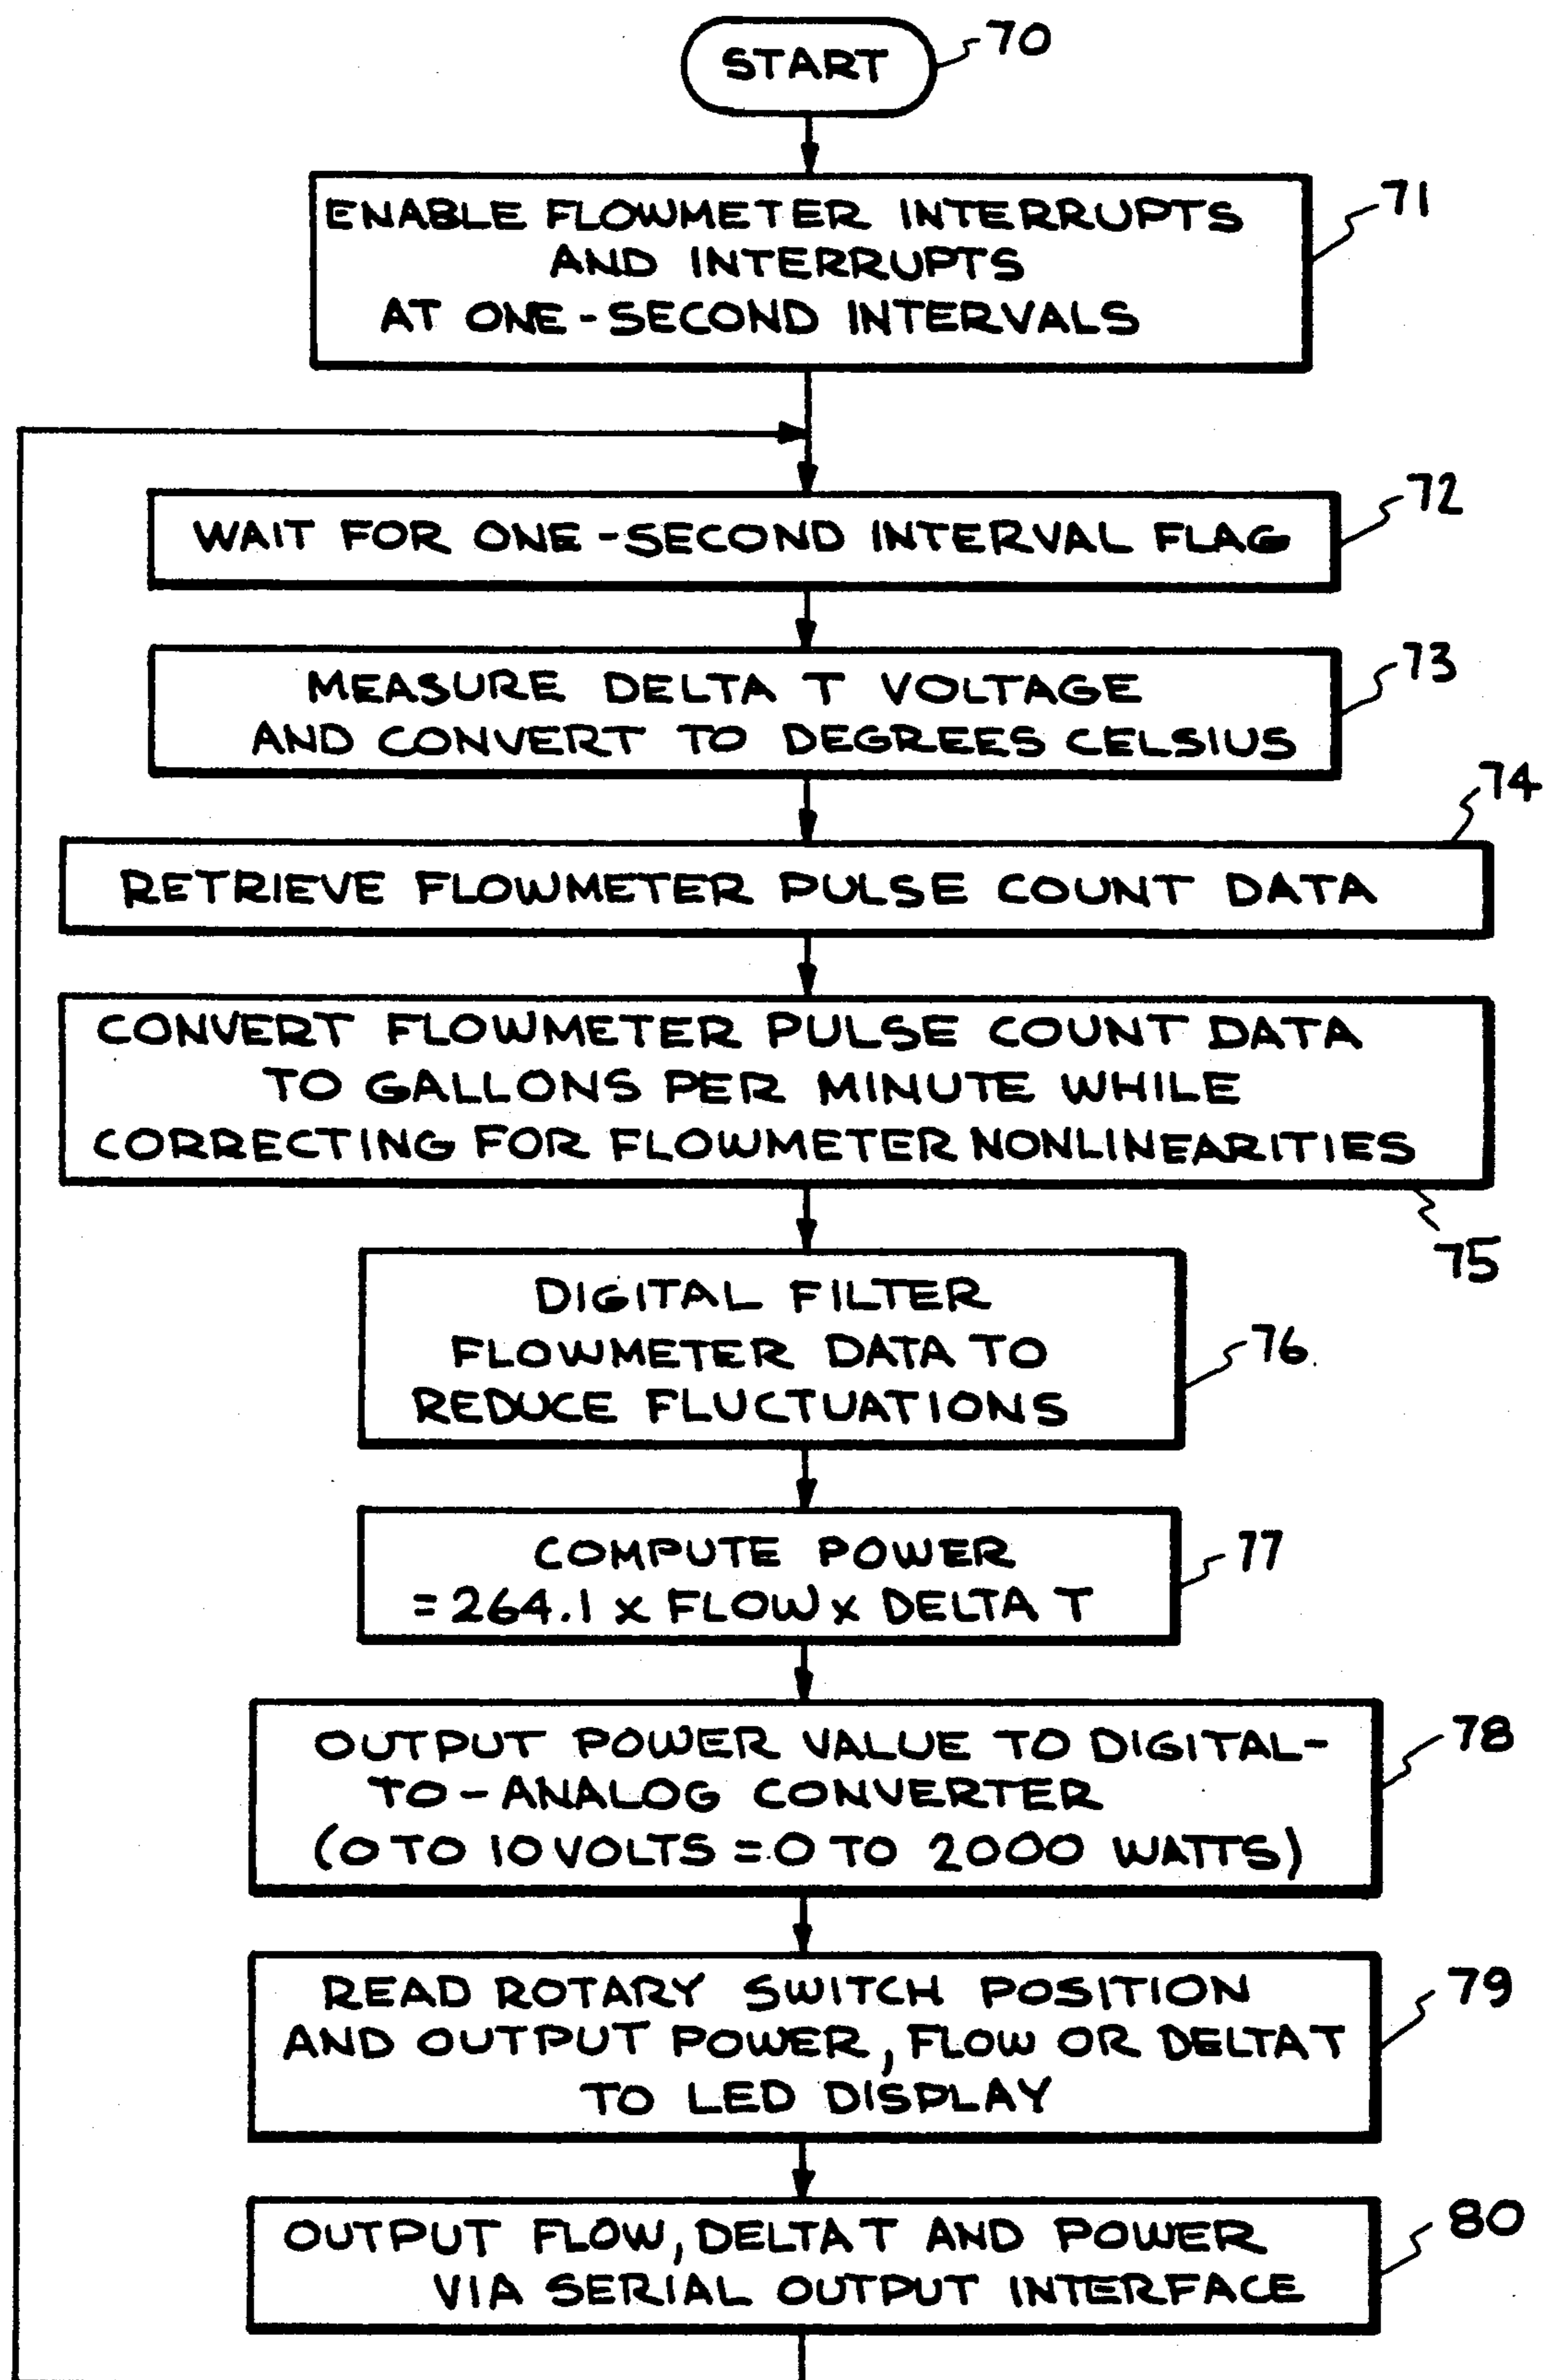 START
70
ENABLE FLOWMETER INTERRUPTS
AND INTERRUPTS
AT ONE-SECOND INTERVALS
71
WAIT FOR ONE-SECOND INTERVAL FLAG
72
MEASURE DELTA T VOLTAGE
AND CONVERT TO DEGREES CELSIUS
73
RETRIEVE FLOWMETER PULSE COUNT DATA
74
CONVERT FLOWMETER PULSE COUNT DATA
TO GALLONS PER MINUTE WHILE
CORRECTING FOR FLOWMETER NONLINEARITIES
75
DIGITAL FILTER
FLOWMETER DATA TO
REDUCE FLUCTUATIONS
76
COMPUTE POWER
= 264.1 x FLOW x DELTA T
77
OUTPUT POWER VALUE TO DIGITAL-
TO-ANALOG CONVERTER
(0 TO 10 VOLTS = 0 TO 2000 WATTS)
78
READ ROTARY SWITCH POSITION
AND OUTPUT POWER, FLOW OR DELTA T
TO LED DISPLAY
79
OUTPUT FLOW, DELTA T AND POWER
VIA SERIAL OUTPUT INTERFACE
80